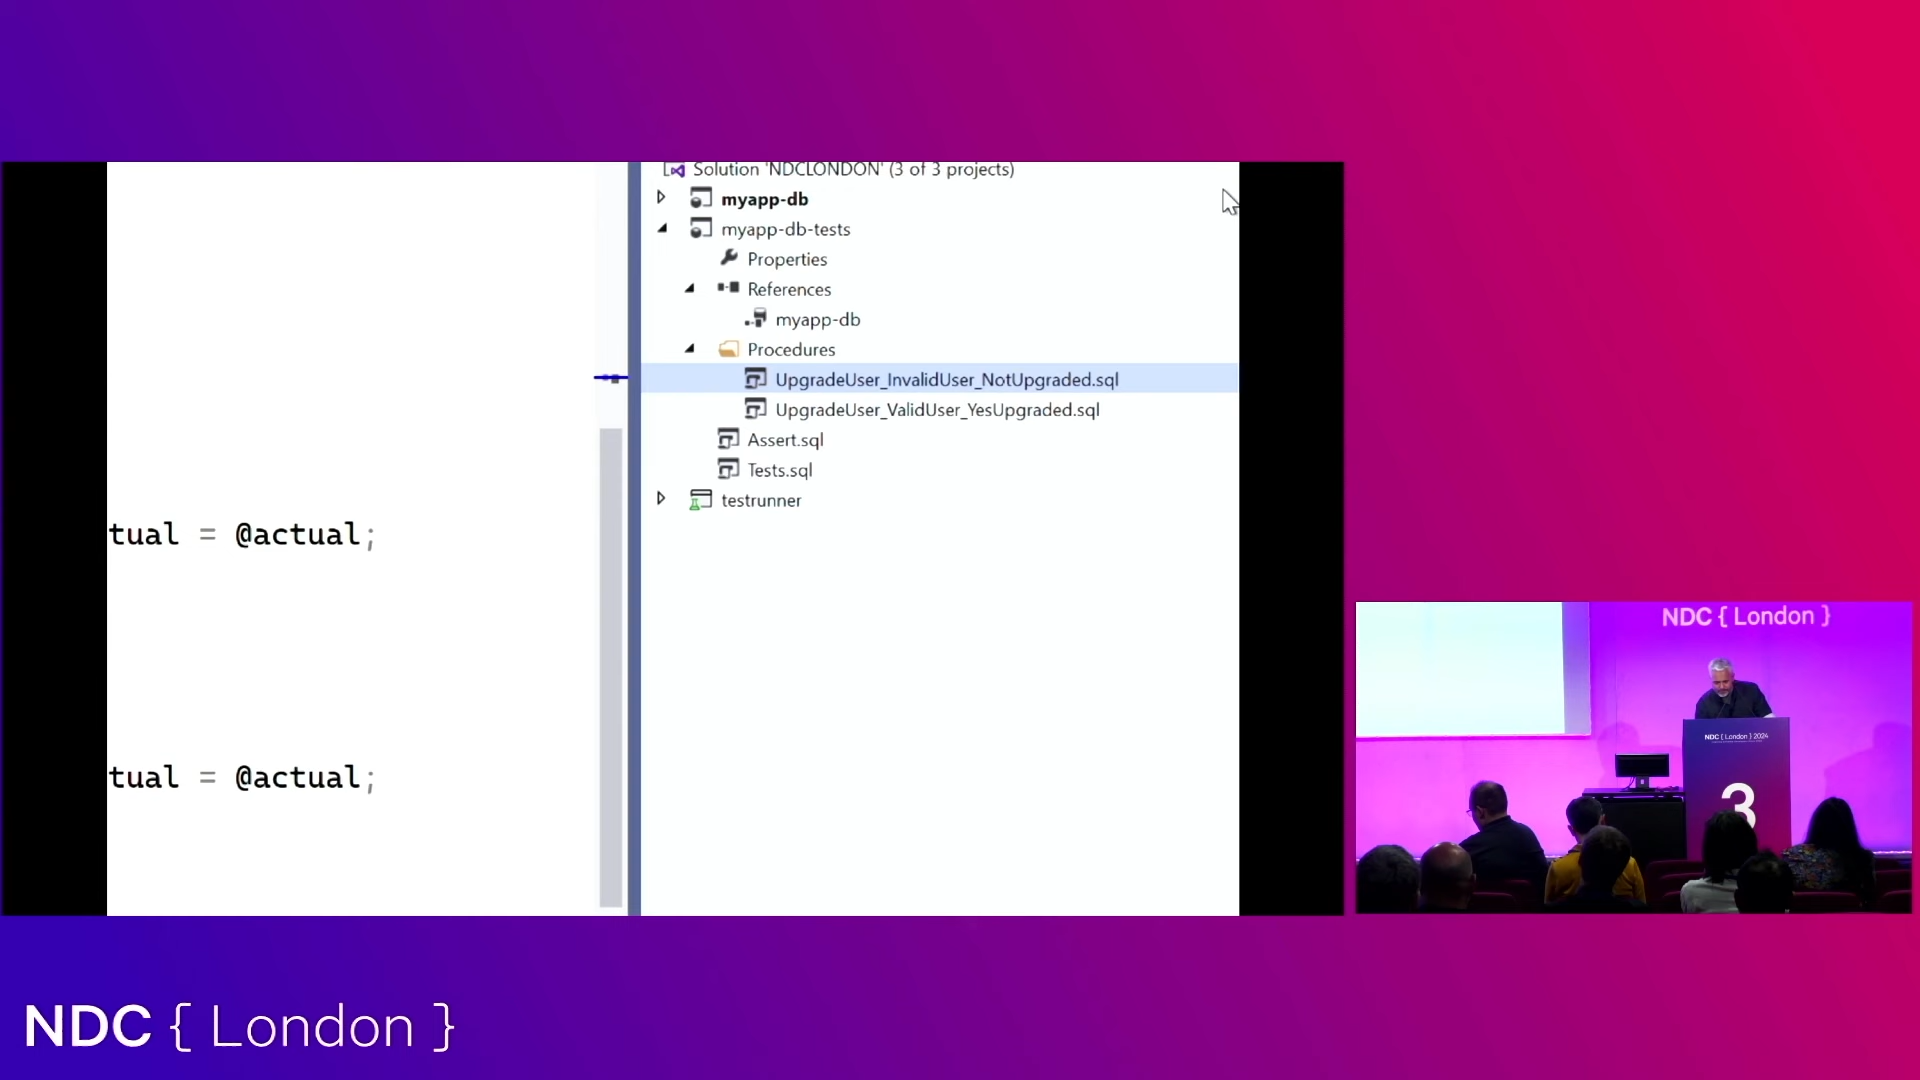 Solution 'NDCLONDON' (3 of 3 projects)
myapp-db
myapp-db-tests
Properties
References
myapp-db
Procedures
UpgradeUser_InvalidUser_NotUpgraded.sql
UpgradeUser_ValidUser_YesUpgraded.sql
Assert.sql
Tests.sql
testrunner
tual = @actual;
tual = @actual;
NDC { London }
NDC { London } 2024
3
NDC { London }